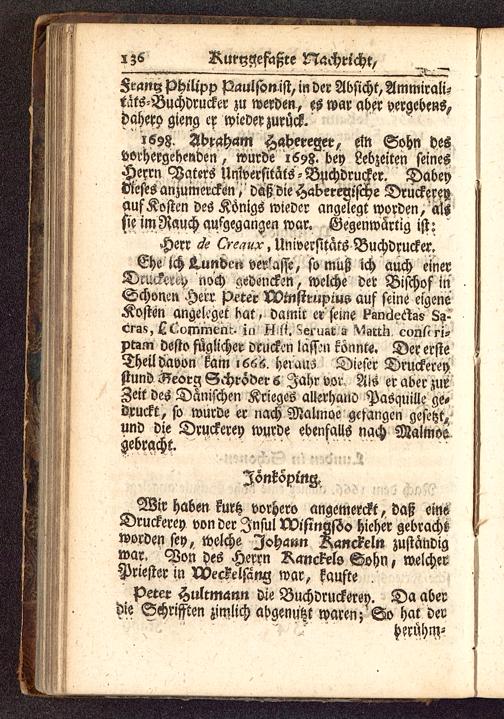 136 Kurtzgefaßte Nachricht,
Frantz Philipp Paulson ist, in der Absicht, Ammirali-
täts-Buchdrucker zu werden, es war aber vergebens,
dahero gieng er wieder zurück.
1698. Abraham Habereger, ein Sohn des
vorhergehenden, wurde 1698. bey Lebzeiten seines
Herrn Vaters Universitäts-Buchdrucker. Dabey
dieses anzumercken, daß die Haberegische Druckerey
auf Kosten des Königs wieder angelegt worden, als
sie im Rauch aufgegangen war. Gegenwärtig ist:
Herr de Creaux, Universitäts-Buchdrucker.
Ehe ich Lunden verlasse, so muß ich auch einer
Druckerey noch gedencken, welche der Bischof in
Schonen Herr Peter Winstrupius auf seine eigene
Kosten angeleget hat, damit er seine Pandectas Sa-
cras, & Comment. in Hist. Servat. a Matth. conscri-
ptam desto füglicher drucken lassen könnte. Der erste
Theil davon kam 1666. heraus Dieser Druckerey
stund Georg Schröder 6 Jahr vor. Als er aber zur
Zeit des Dänischen Krieges allerhand Pasquille ge-
druckt, so wurde er nach Malmoe gefangen gesetzt,
und die Druckerey wurde ebenfalls nach Malmoe
gebracht.
Jönköping.
Wir haben kurtz vorhero angemerckt, daß eine
Druckerey von der Insul Wisingsöo hieher gebracht
worden sey, welche Johann Kanckeln zuständig
war. Von des Herrn Kanckels Sohn, welcher
Priester in Weckelsäng war, kaufte
Peter Hultmann die Buchdruckerey. Da aber
die Schrifften zimlich abgenutzt waren; So hat der
berühm-